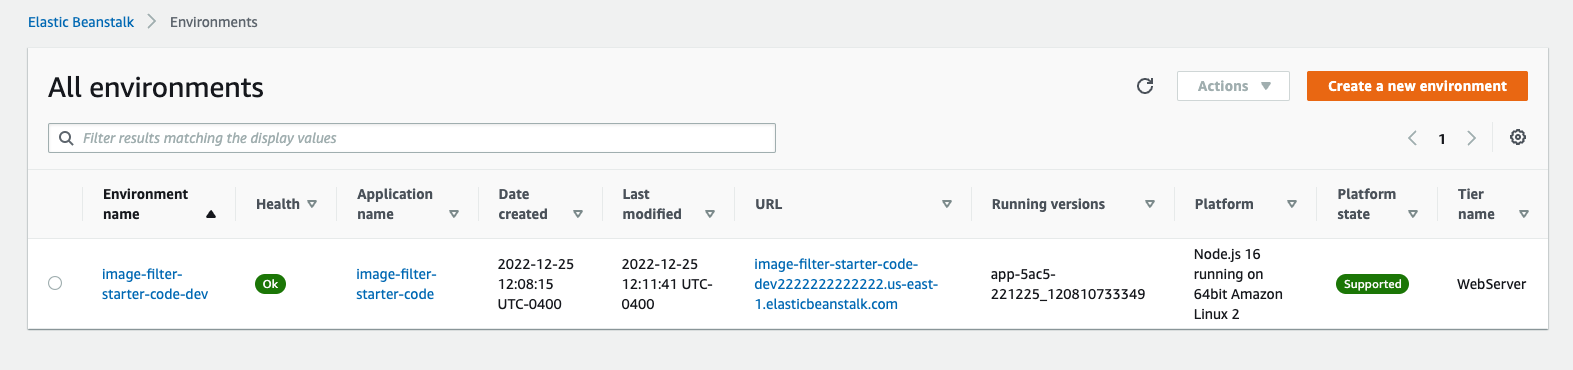 Elastic Beanstalk > Environments
All environments
Actions
Create a new environment
Filter results matching the display values
1
Environment name
Health
Application name
Date created
Last modified
URL
Running versions
Platform
Platform state
Tier name
image-filter-
starter-code-dev
Ok
image-filter-
starter-code
2022-12-25
12:08:15
UTC-0400
2022-12-25
12:11:41 UTC-
0400
image-filter-starter-code-
dev2222222222222.us-east-
1.elasticbeanstalk.com
app-5ac5-
221225_120810733349
Node.js 16
running on
64bit Amazon
Linux 2
Supported
WebServer